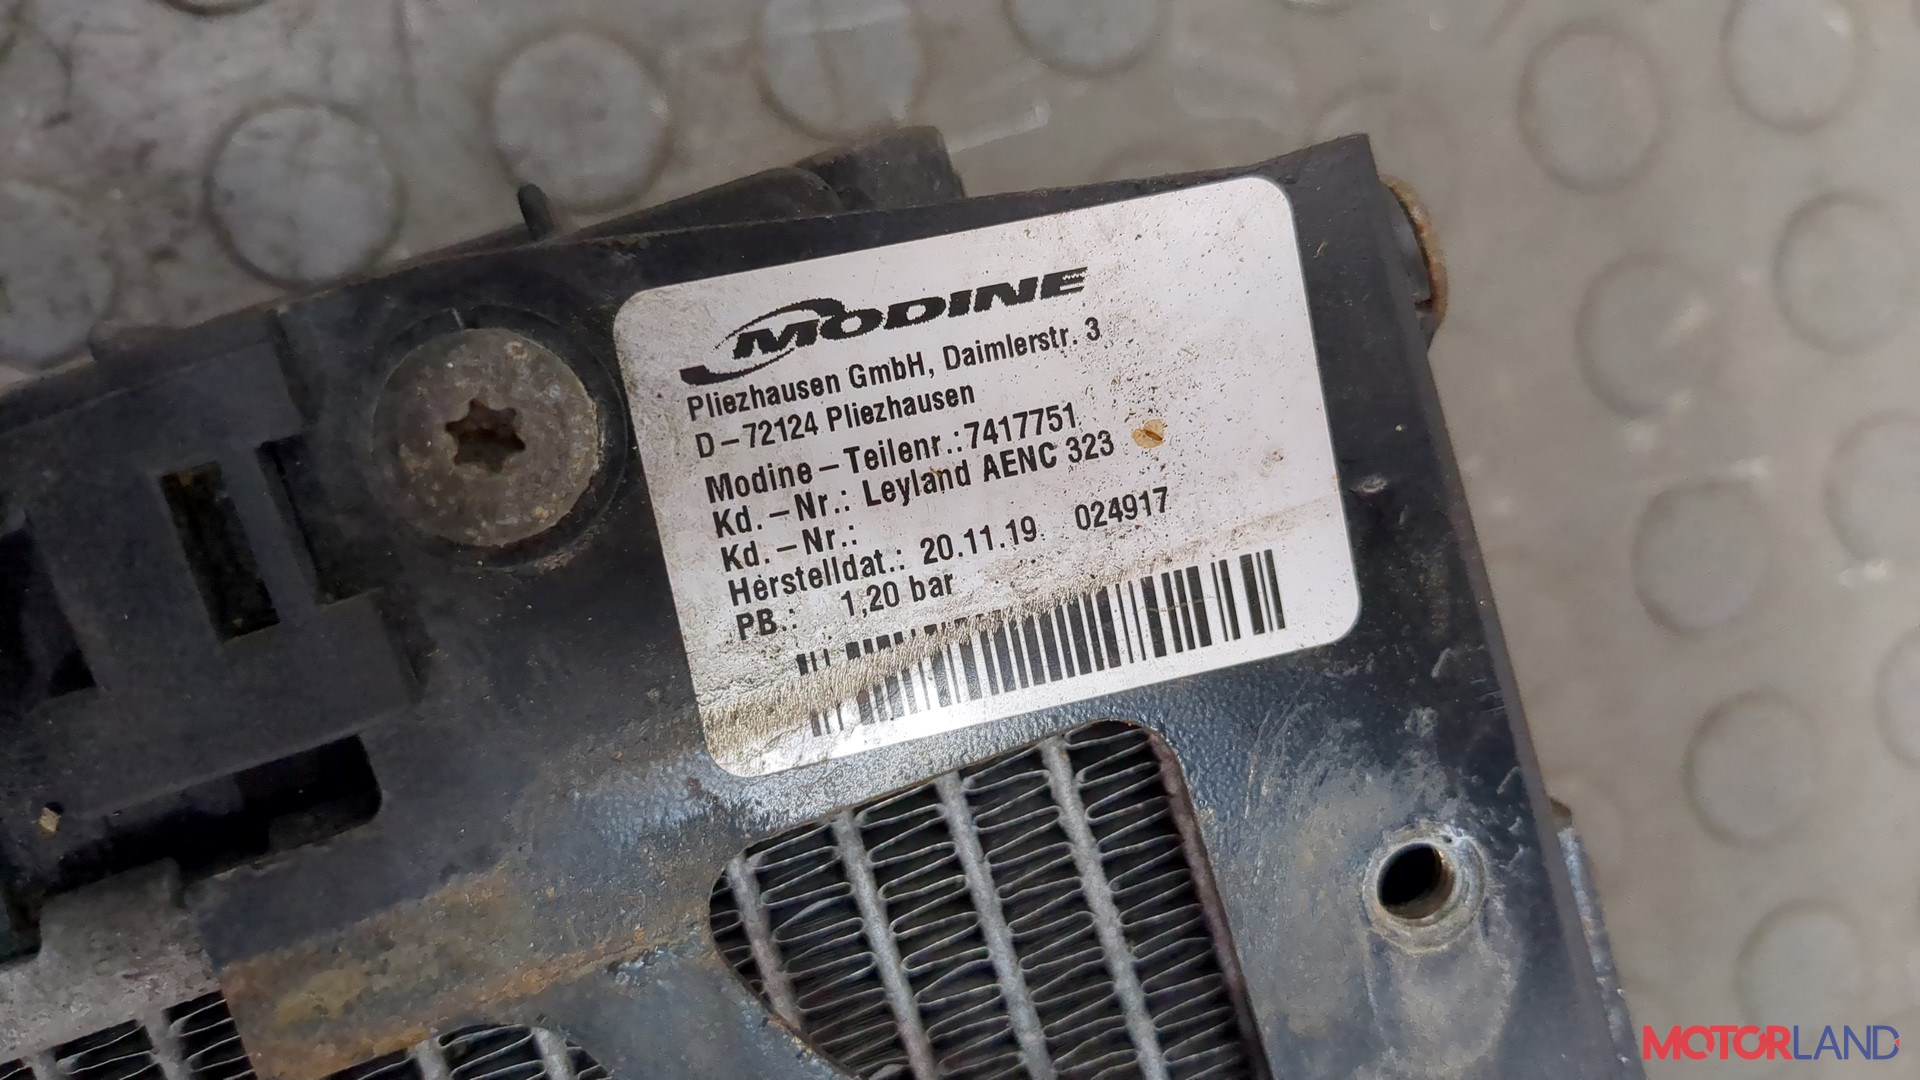 MODINE
Pliezhausen GmbH, Daimlerstr. 3
D-72124 Pliezhausen
Modine-Teilenr.:7417751
Kd.-Nr.: Leyland AENC 323
Kd.-Nr.:
Herstelldat.: 20.11.19 024917
PB.: 1,20 bar
MOTORLAND